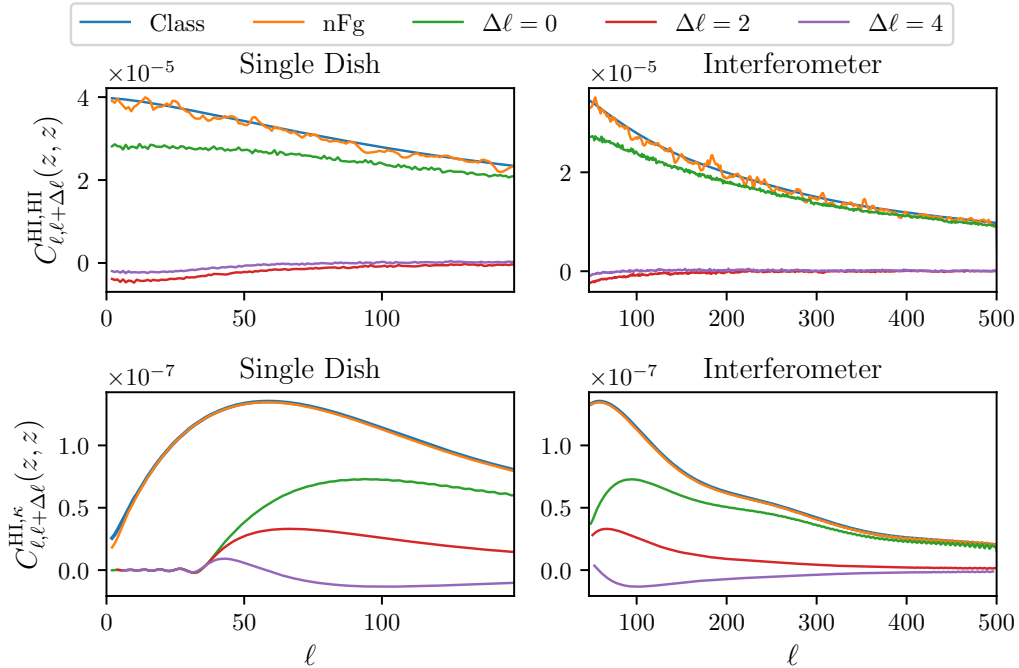 Class nFg Δℓ = 0 Δℓ = 2 Δℓ = 4
Single Dish Interferometer
×10⁻⁵ ×10⁻⁵
C^{HI,HI}_{ℓ,ℓ+Δℓ}(z, z)
4
2
0
2
0
0 50 100
100 200 300 400 500
Single Dish Interferometer
×10⁻⁷ ×10⁻⁷
C^{HI,κ}_{ℓ,ℓ+Δℓ}(z, z)
1.0
0.5
0.0
1.0
0.5
0.0
0 50 100
100 200 300 400 500
ℓ ℓ